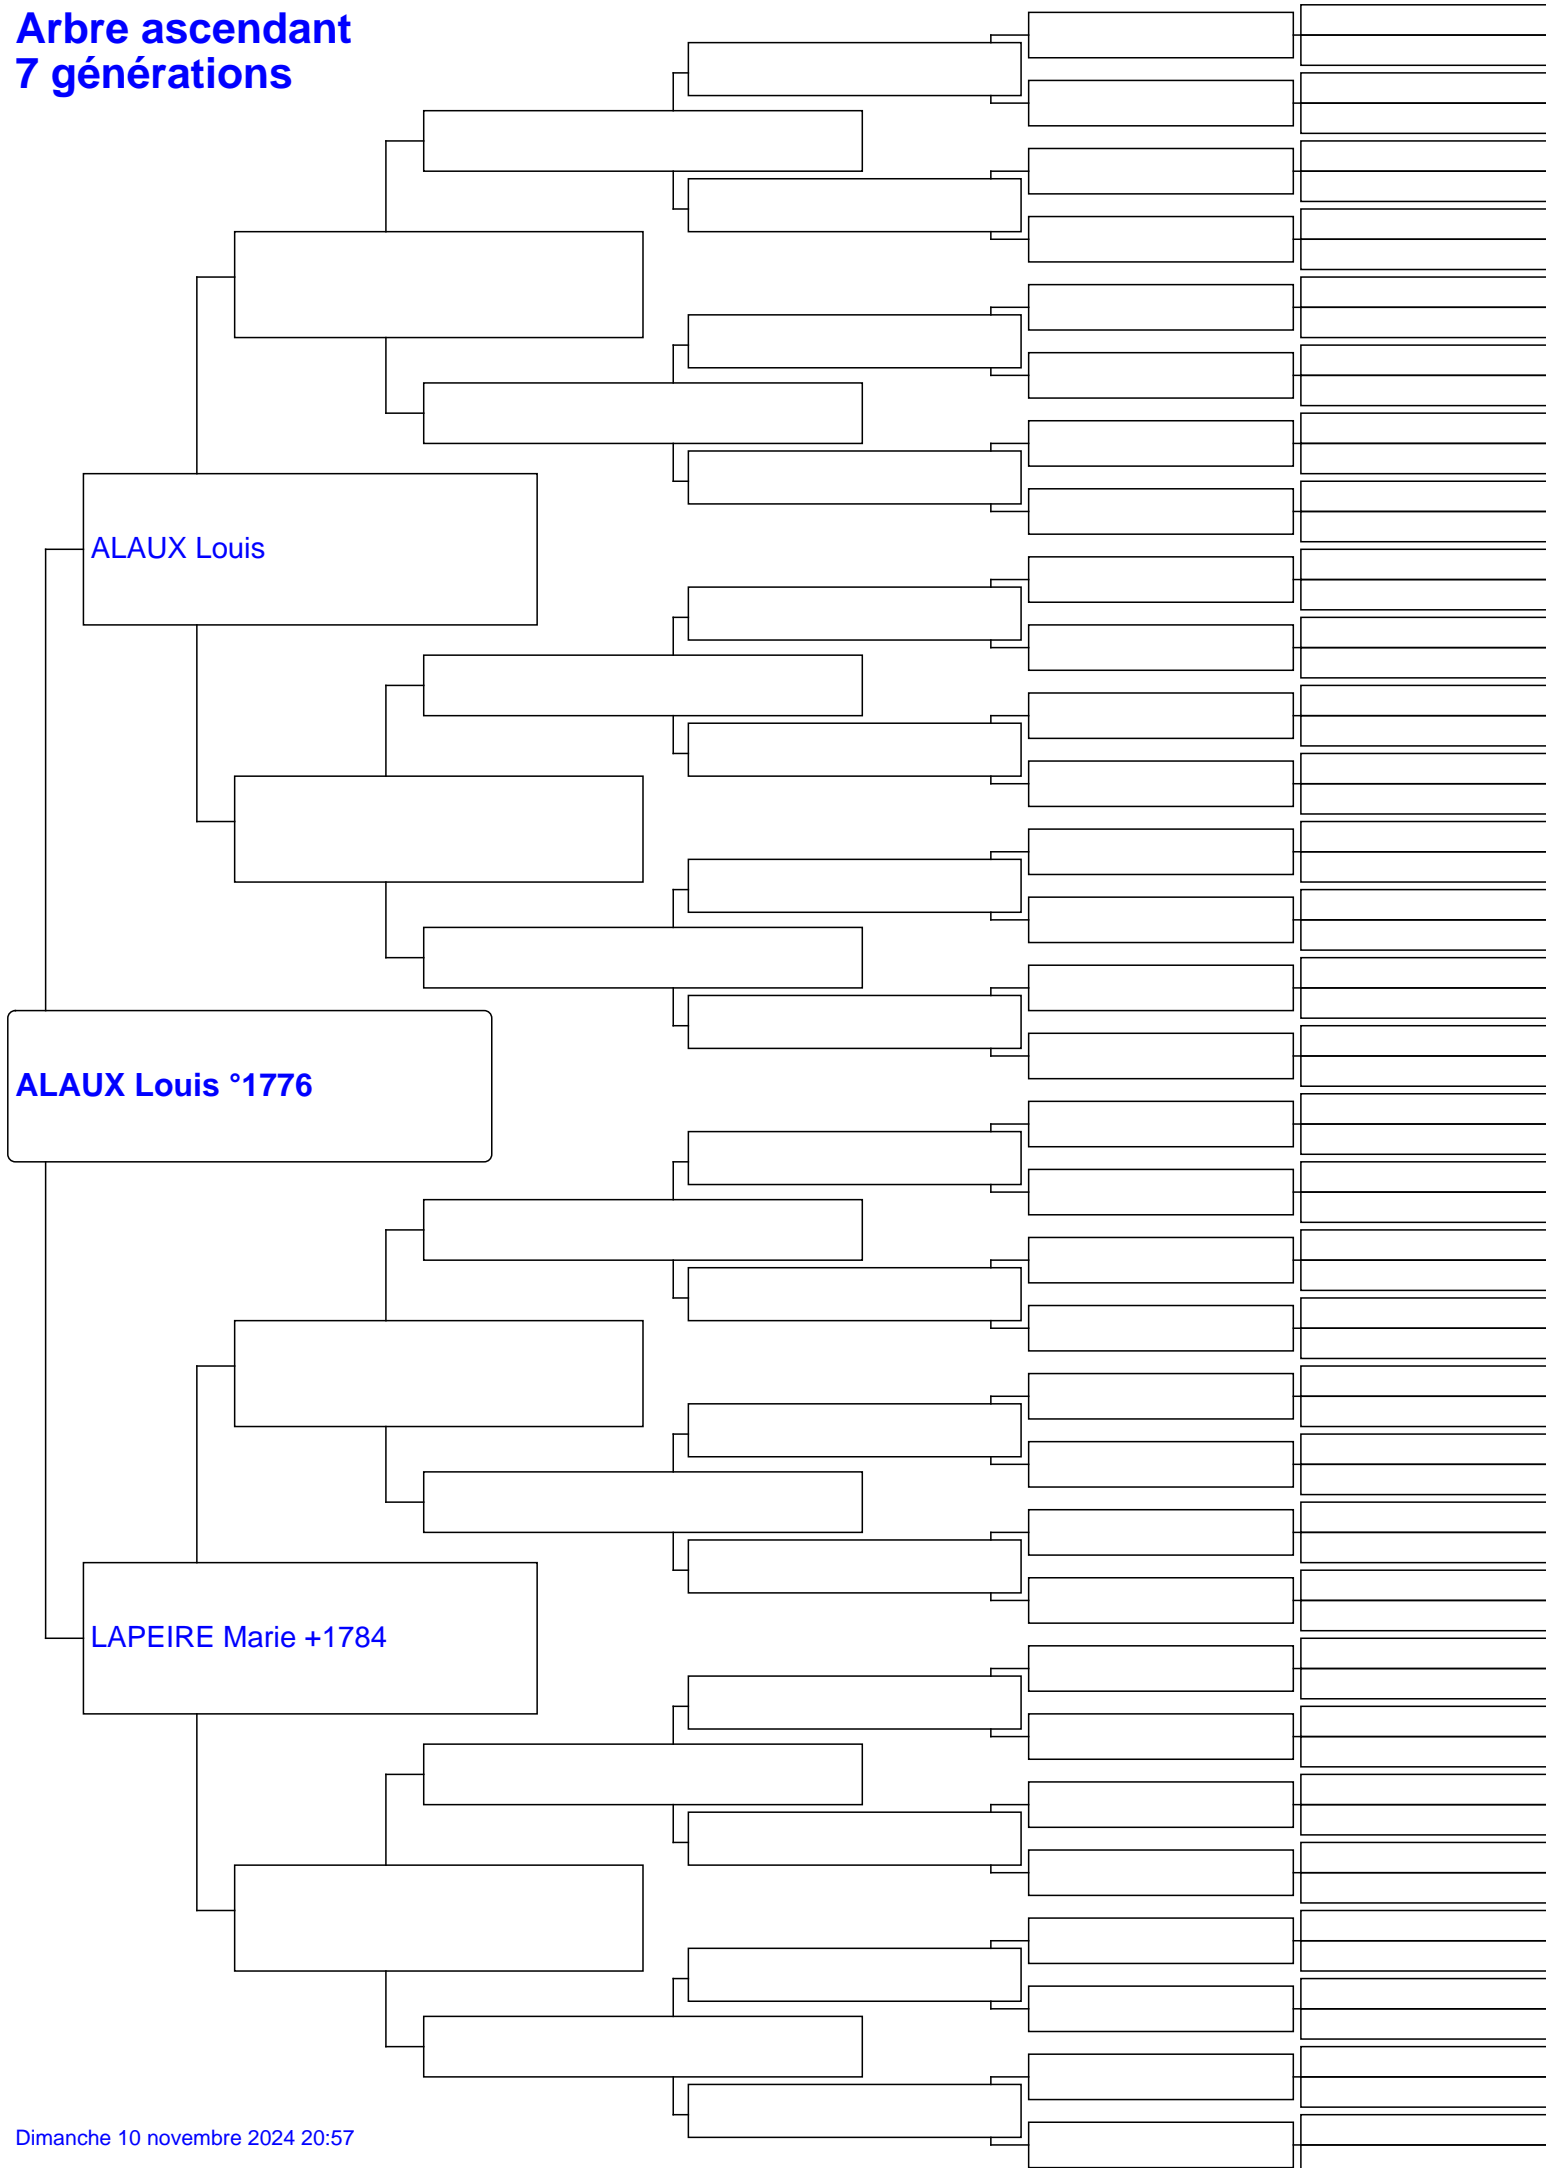 Arbre ascendant
7 générations
ALAUX Louis
ALAUX Louis °1776
LAPEIRE Marie +1784
Dimanche 10 novembre 2024 20:57